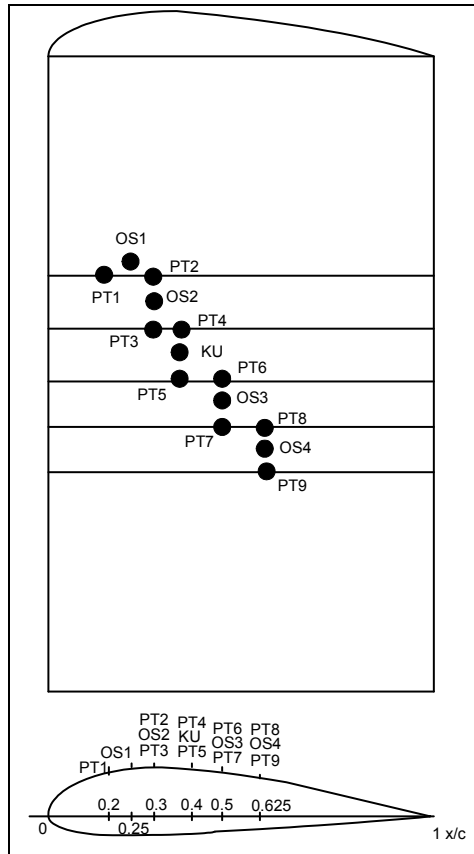 OS1
PT2
PT1
OS2
PT3 PT4
KU
PT6
PT5
OS3
PT8
PT7
OS4
PT9
PT2 PT4 PT6 PT8
OS1 OS2 KU OS3 OS4
PT1 PT3 PT5 PT7 PT9
0.2 0.3 0.4 0.5 0.625
0 0.25 1 x/c